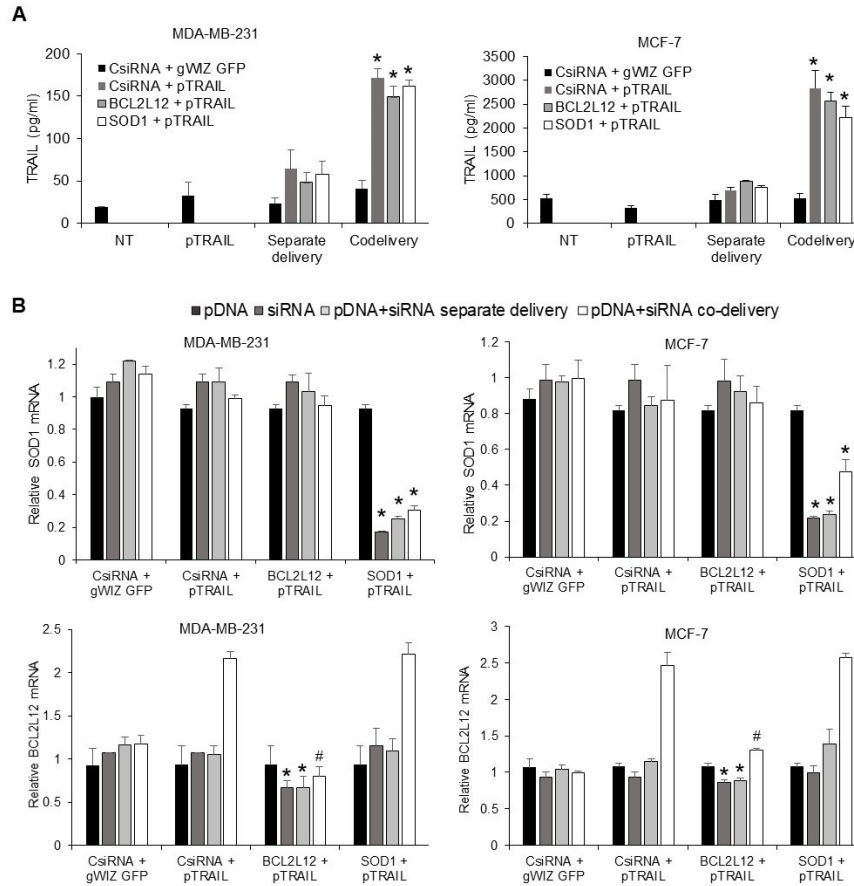 A
MDA-MB-231
200
150
100
50
0
TRAIL (pg/ml)
CsiRNA + gWIZ GFP
CsiRNA + pTRAIL
BCL2L12 + pTRAIL
SOD1 + pTRAIL
* * *
NT
pTRAIL
Separate
delivery
Codelivery
MCF-7
3500
3000
2500
2000
1500
1000
500
0
TRAIL (pg/ml)
CsiRNA + gWIZ GFP
CsiRNA + pTRAIL
BCL2L12 + pTRAIL
SOD1 + pTRAIL
* * *
NT
pTRAIL
Separate
delivery
Codelivery
B
pDNA siRNA pDNA+siRNA separate delivery pDNA+siRNA co-delivery
MDA-MB-231
1.2
1
0.8
0.6
0.4
0.2
0
Relative SOD1 mRNA
* * *
CsiRNA +
gWIZ GFP
CsiRNA +
pTRAIL
BCL2L12 +
pTRAIL
SOD1 +
pTRAIL
MCF-7
1.2
1
0.8
0.6
0.4
0.2
0
Relative SOD1 mRNA
* * *
CsiRNA +
gWIZ GFP
CsiRNA +
pTRAIL
BCL2L12 +
pTRAIL
SOD1 +
pTRAIL
MDA-MB-231
2.5
2
1.5
1
0.5
0
Relative BCL2L12 mRNA
* * #
CsiRNA +
gWIZ GFP
CsiRNA +
pTRAIL
BCL2L12 +
pTRAIL
SOD1 +
pTRAIL
MCF-7
3
2.5
2
1.5
1
0.5
0
Relative BCL2L12 mRNA
* * #
CsiRNA +
gWIZ GFP
CsiRNA +
pTRAIL
BCL2L12 +
pTRAIL
SOD1 +
pTRAIL